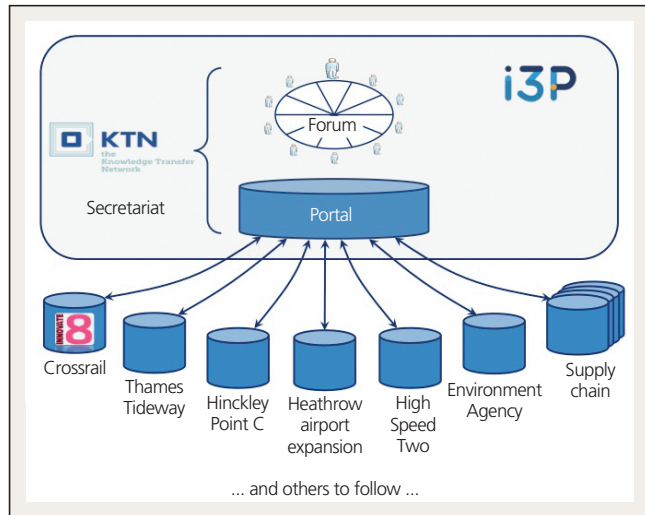 i3P
Forum
KTN
the
Knowledge Transfer
Network
Secretariat
Portal
INNOVATE
8
Crossrail
Thames
Tideway
Hinckley
Point C
Heathrow
airport
expansion
High
Speed
Two
Environment
Agency
Supply
chain
... and others to follow ...